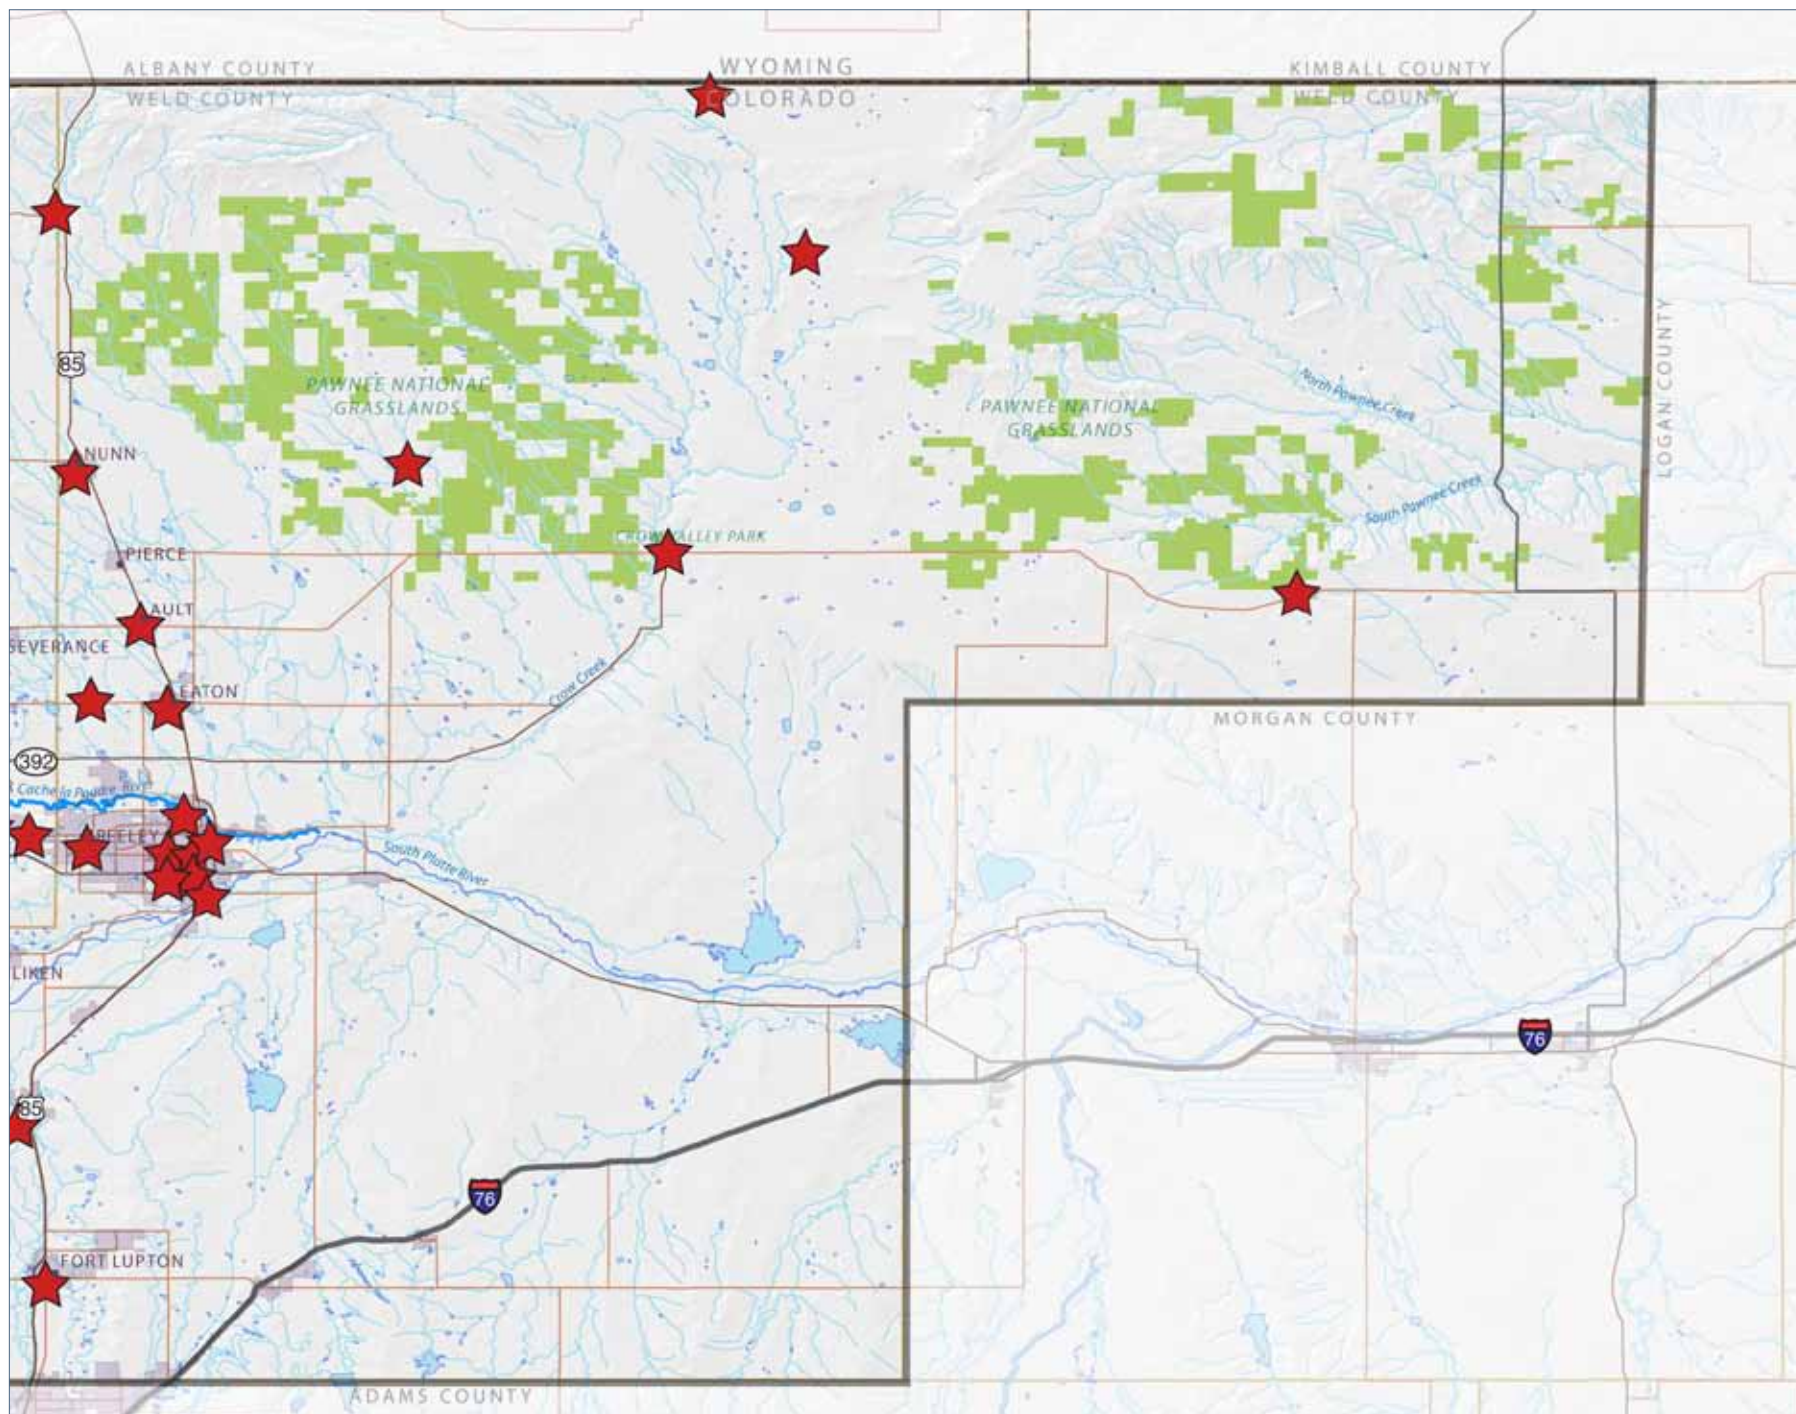 ALBANY COUNTY
WELD COUNTY
WYOMING
COLORADO
KIMBALL COUNTY
WELD COUNTY
85
PAWNEE NATIONAL
GRASSLANDS
PAWNEE NATIONAL
GRASSLANDS
North Pawnee Creek
LOGAN COUNTY
NUNN
South Pawnee Creek
CROW VALLEY PARK
PIERCE
AULT
SEVERANCE
EATON
Crow Creek
MORGAN COUNTY
392
Cache la Poudre River
REELEY
South Platte River
LIKEN
76
85
76
FORT LUPTON
ADAMS COUNTY